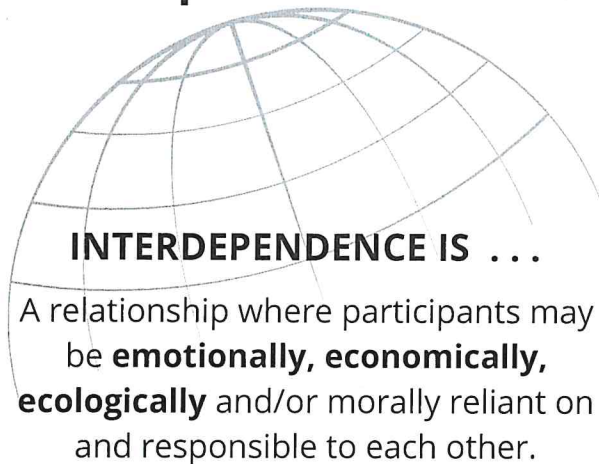 INTERDEPENDENCE IS ...
A relationship where participants may
be emotionally, economically,
ecologically and/or morally reliant on
and responsible to each other.